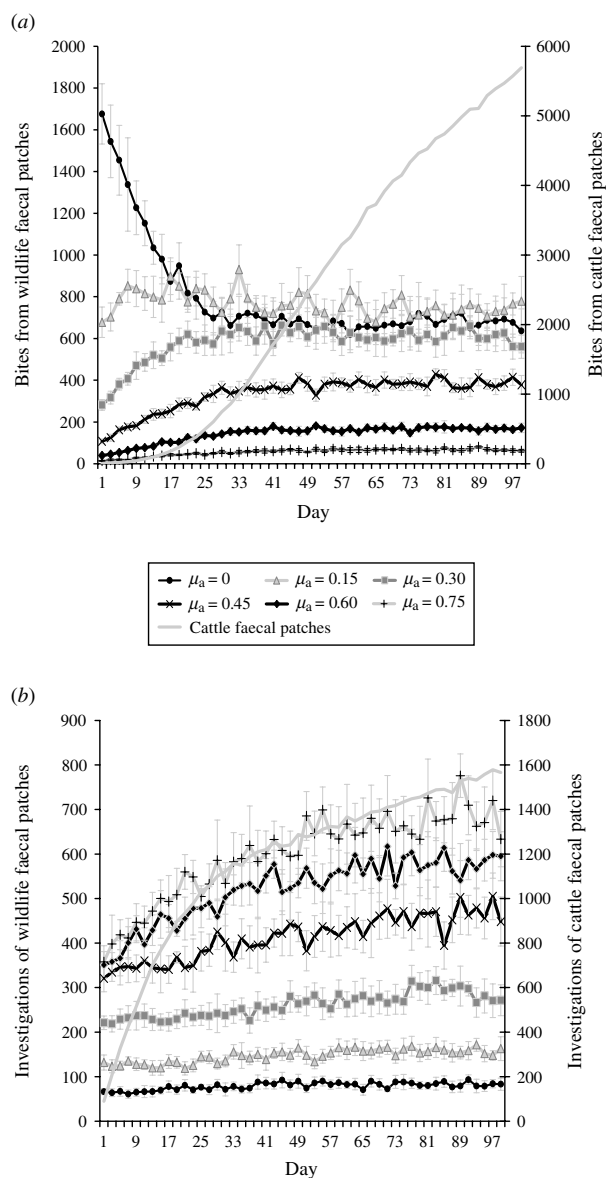 (a)
2000
1800
1600
1400
1200
1000
800
600
400
200
0
Bites from wildlife faecal patches
6000
5000
4000
3000
2000
1000
0
Bites from cattle faecal patches
1 9 17 25 33 41 49 57 65 73 81 89 97
Day
μa = 0 μa = 0.15 μa = 0.30
μa = 0.45 μa = 0.60 μa = 0.75
Cattle faecal patches
(b)
900
800
700
600
500
400
300
200
100
0
Investigations of wildlife faecal patches
1800
1600
1400
1200
1000
800
600
400
200
0
Investigations of cattle faecal patches
1 9 17 25 33 41 49 57 65 73 81 89 97
Day